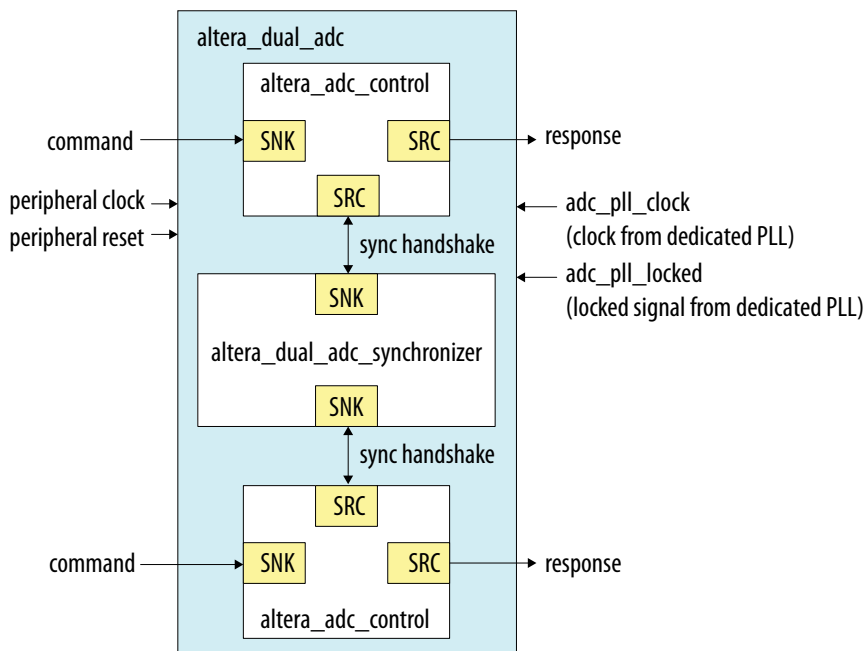 altera_dual_adc
altera_adc_control
command
SNK
SRC
response
SRC
peripheral clock
peripheral reset
adc_pll_clock
(clock from dedicated PLL)
sync handshake
adc_pll_locked
(locked signal from dedicated PLL)
SNK
altera_dual_adc_synchronizer
SNK
sync handshake
SRC
command
SNK
SRC
response
altera_adc_control